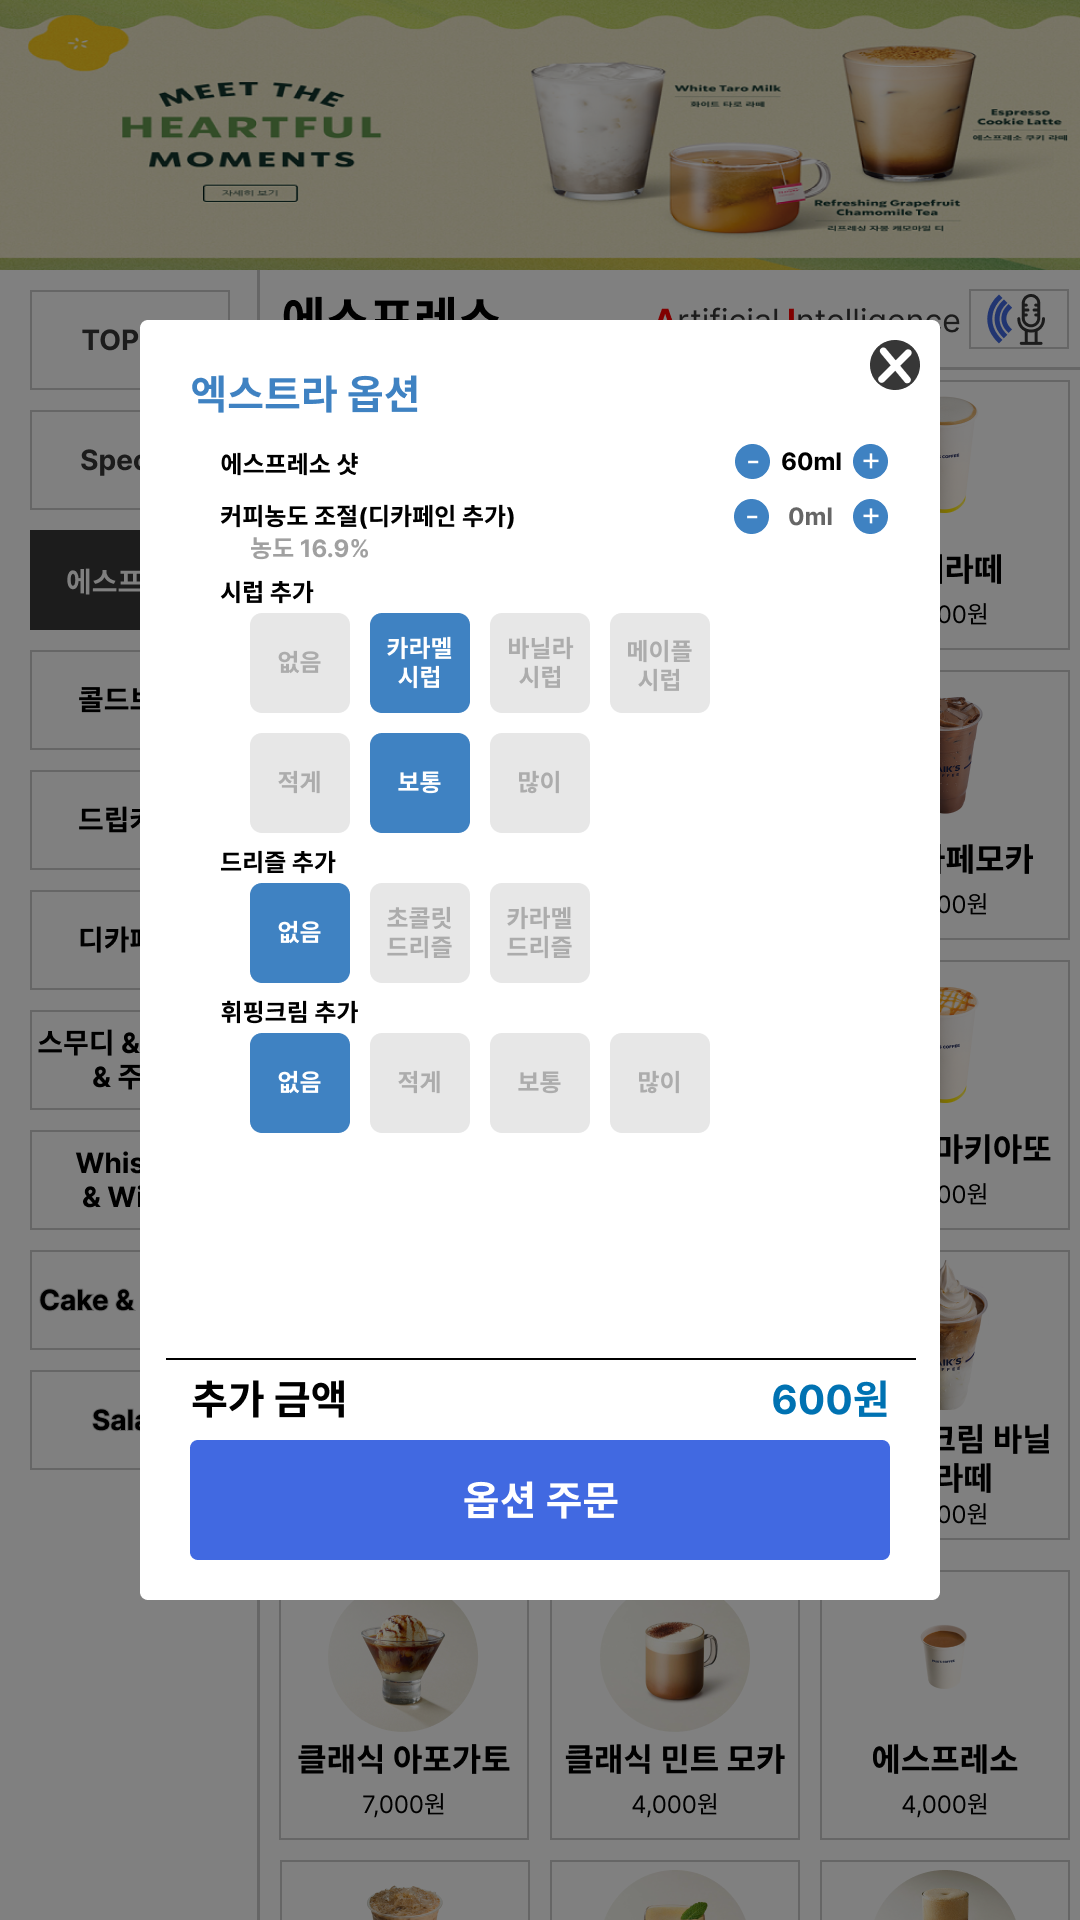 MEET THE
HEARTFUL
MOMENTS
자세히 보기
White Taro Milk
화이트 타로 라떼
Espresso
Cookie Latte
에스프레소 쿠키 라떼
Refreshing Grapefruit
Chamomile Tea
리프레싱 자몽 캐모마일 티
에스프레소
Artificial Intelligence
TOP
Spec
에스프
콜드브
드립커
디카페
스무디 &
& 주
Whis
& Wi
Cake &
Sala
엑스트라 옵션
에스프레소 샷
- 60ml +
커피농도 조절(디카페인 추가)
- 0ml +
농도 16.9%
시럽 추가
없음
카라멜
시럽
바닐라
시럽
메이플
시럽
적게
보통
많이
드리즐 추가
없음
초콜릿
드리즐
카라멜
드리즐
휘핑크림 추가
없음
적게
보통
많이
추가 금액
600원
옵션 주문
라떼
00원
페모카
00원
마키아또
00원
크림 바닐
라떼
00원
클래식 아포가토
7,000원
클래식 민트 모카
4,000원
에스프레소
4,000원